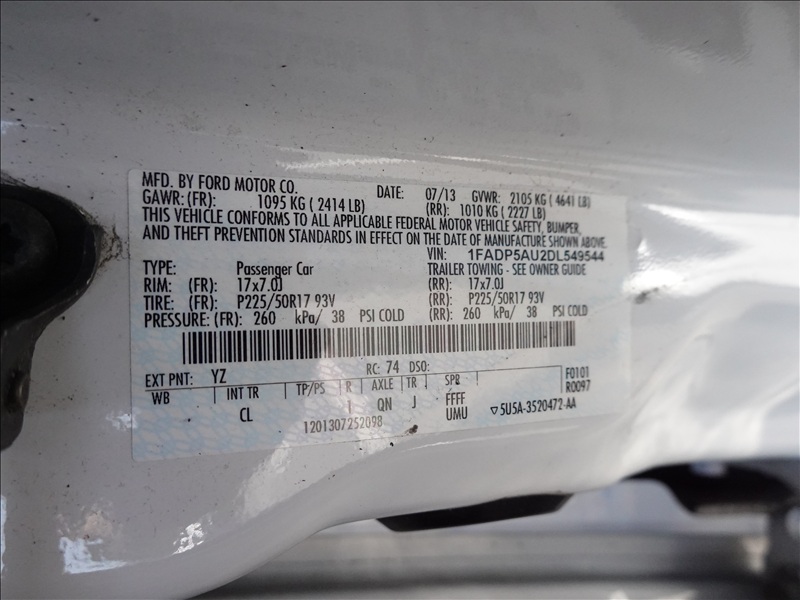 MFD. BY FORD MOTOR CO. DATE: 07/13 GVWR: 2105 KG ( 4641 LB)
GAWR: (FR): 1095 KG ( 2414 LB) (RR): 1010 KG ( 2227 LB)
THIS VEHICLE CONFORMS TO ALL APPLICABLE FEDERAL MOTOR VEHICLE SAFETY, BUMPER,
AND THEFT PREVENTION STANDARDS IN EFFECT ON THE DATE OF MANUFACTURE SHOWN ABOVE.
VIN: 1FADP5AU2DL549544
TYPE: Passenger Car TRAILER TOWING - SEE OWNER GUIDE
RIM: (FR): 17x7.0J (RR): 17x7.0J
TIRE: (FR): P225/50R17 93V (RR): P225/50R17 93V
PRESSURE: (FR): 260 kPa/ 38 PSI COLD (RR): 260 kPa/ 38 PSI COLD
EXT PNT: YZ RC: 74 DSO: F0101
WB INT TR TP/PS R AXLE TR SPR R0097
CL I QN J FFFF
UMU ▽5U5A-3520472-AA
1201307252098